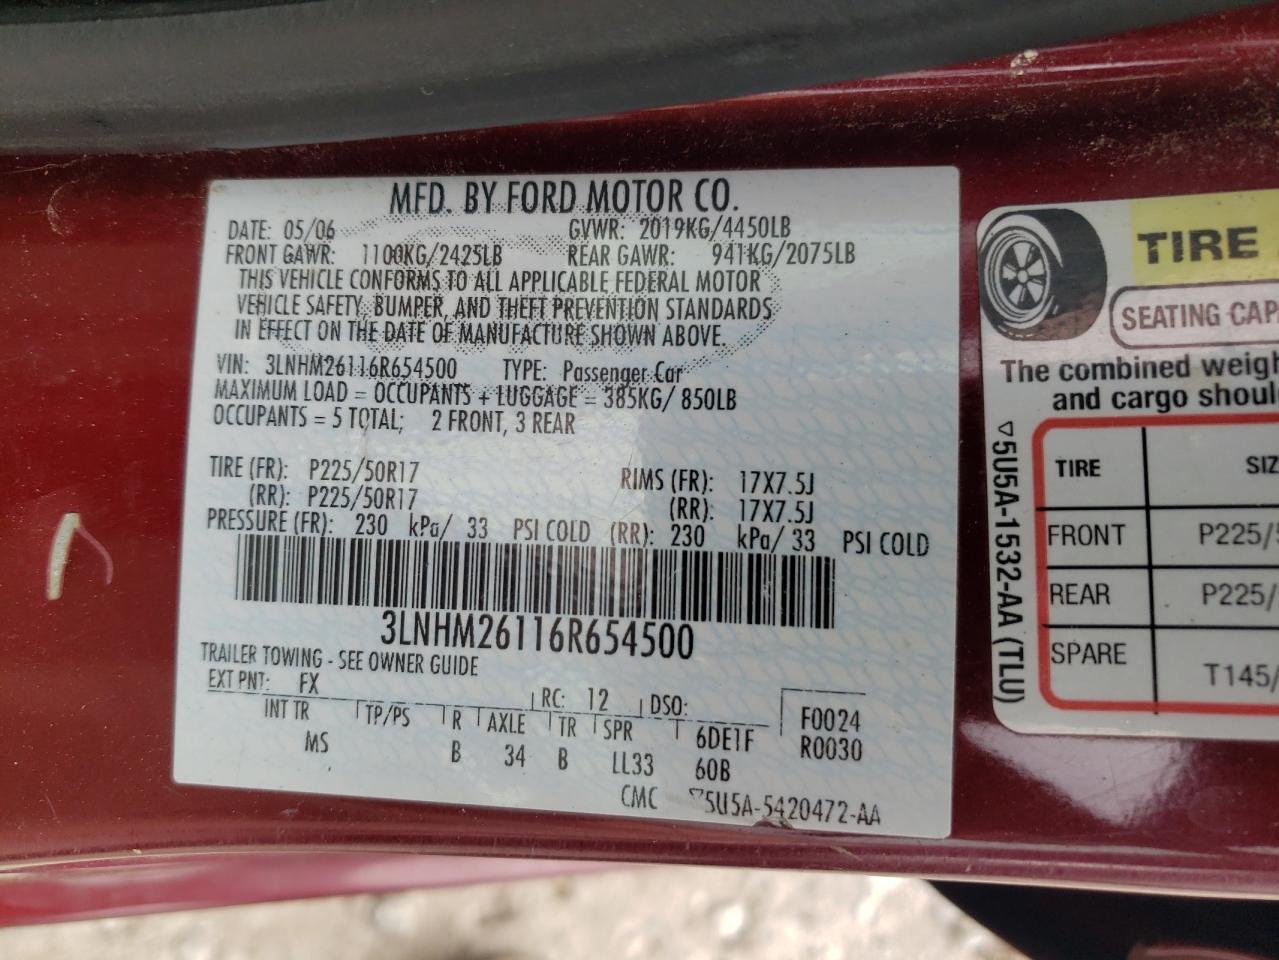 MFD. BY FORD MOTOR CO.
DATE: 05/06 GVWR: 2019KG/4450LB
FRONT GAWR: 1100KG/2425LB REAR GAWR: 941KG/2075LB
THIS VEHICLE CONFORMS TO ALL APPLICABLE FEDERAL MOTOR
VEHICLE SAFETY, BUMPER, AND THEFT PREVENTION STANDARDS
IN EFFECT ON THE DATE OF MANUFACTURE SHOWN ABOVE.
VIN: 3LNHM26116R654500 TYPE: Passenger Car
MAXIMUM LOAD = OCCUPANTS + LUGGAGE = 385KG/ 850LB
OCCUPANTS = 5 TOTAL; 2 FRONT, 3 REAR
TIRE (FR): P225/50R17 RIMS (FR): 17X7.5J
(RR): P225/50R17 (RR): 17X7.5J
PRESSURE (FR): 230 kPa/ 33 PSI COLD (RR): 230 kPa/ 33 PSI COLD
3LNHM26116R654500
TRAILER TOWING - SEE OWNER GUIDE
EXT PNT: FX RC: 12 DSO: F0024
INT TR TP/PS R AXLE TR SPR 6DE1F R0030
MS B 34 B LL33 60B
CMC ▽5U5A-5420472-AA
TIRE
SEATING CAP
The combined weigh
and cargo shoul
▽5U5A-1532-AA (TLU)
TIRE SIZ
FRONT P225/5
REAR P225/
SPARE T145/